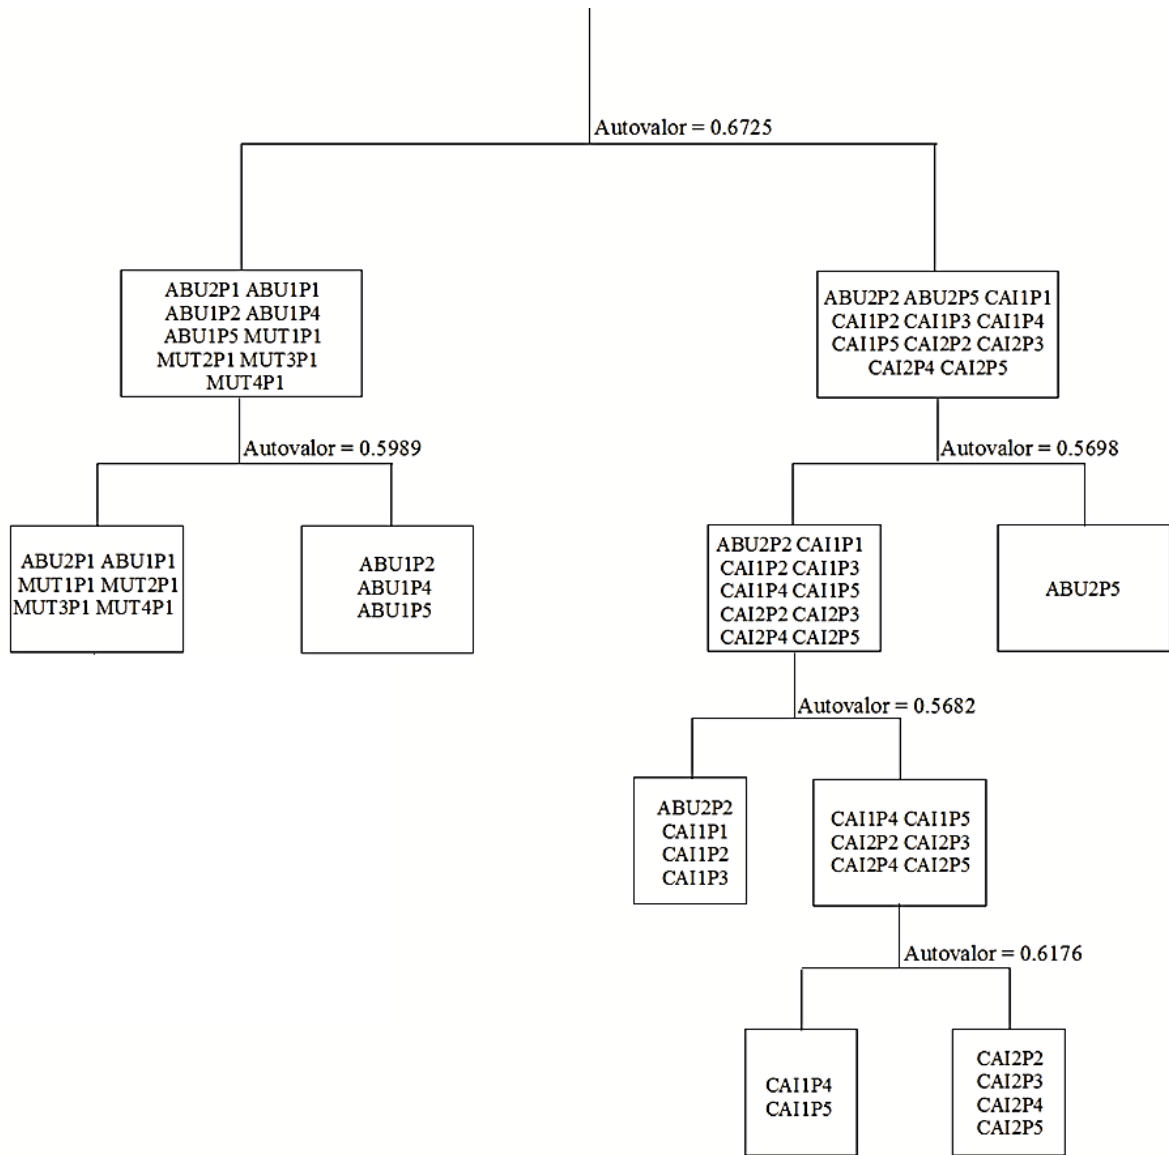 Autovalor = 0.6725
ABU2P1 ABU1P1
ABU1P2 ABU1P4
ABU1P5 MUT1P1
MUT2P1 MUT3P1
MUT4P1
ABU2P2 ABU2P5 CAI1P1
CAI1P2 CAI1P3 CAI1P4
CAI1P5 CAI2P2 CAI2P3
CAI2P4 CAI2P5
Autovalor = 0.5989
Autovalor = 0.5698
ABU2P1 ABU1P1
MUT1P1 MUT2P1
MUT3P1 MUT4P1
ABU1P2
ABU1P4
ABU1P5
ABU2P2 CAI1P1
CAI1P2 CAI1P3
CAI1P4 CAI1P5
CAI2P2 CAI2P3
CAI2P4 CAI2P5
ABU2P5
Autovalor = 0.5682
ABU2P2
CAI1P1
CAI1P2
CAI1P3
CAI1P4 CAI1P5
CAI2P2 CAI2P3
CAI2P4 CAI2P5
Autovalor = 0.6176
CAI1P4
CAI1P5
CAI2P2
CAI2P3
CAI2P4
CAI2P5